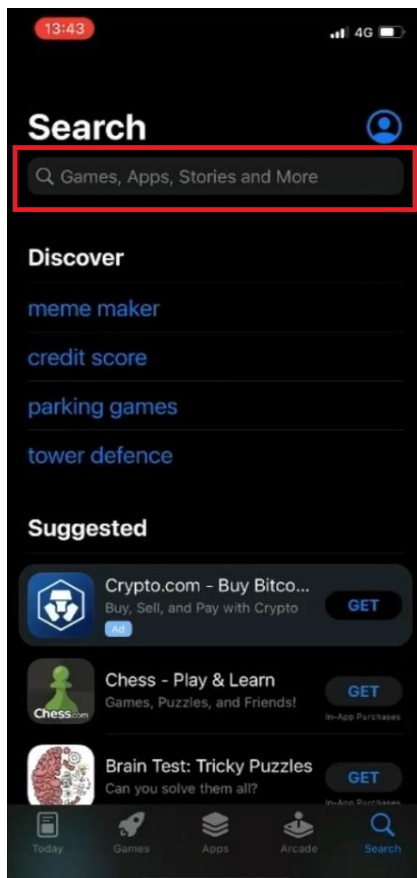 13:43
4G
Search
Games, Apps, Stories and More
Discover
meme maker
credit score
parking games
tower defence
Suggested
Crypto.com - Buy Bitco...
Buy, Sell, and Pay with Crypto
GET
Ad
Chess - Play & Learn
Games, Puzzles, and Friends!
GET
Chess.com
In-App Purchases
Brain Test: Tricky Puzzles
Can you solve them all?
GET
In-App Purchases
Today Games Apps Arcade Search